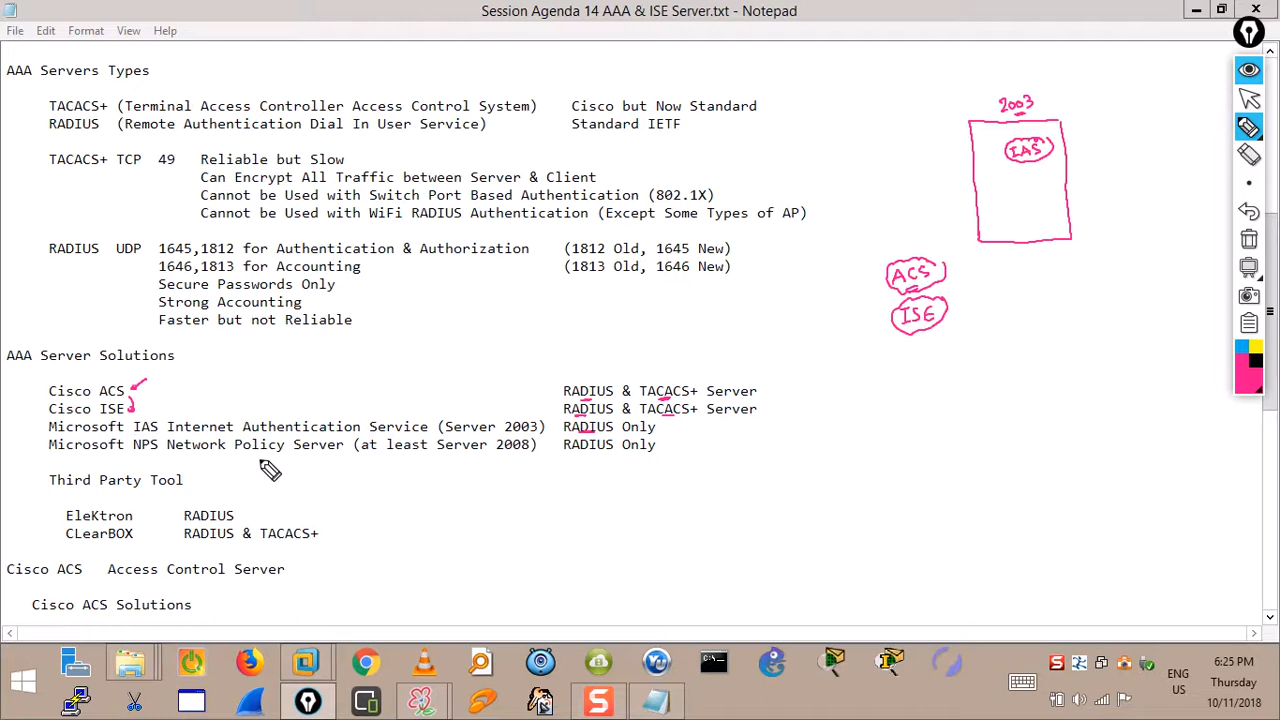 Session Agenda 14 AAA & ISE Server.txt - Notepad
File Edit Format View Help
AAA Servers Types
TACACS+ (Terminal Access Controller Access Control System) Cisco but Now Standard
RADIUS (Remote Authentication Dial In User Service) Standard IETF
TACACS+ TCP 49 Reliable but Slow
Can Encrypt All Traffic between Server & Client
Cannot be Used with Switch Port Based Authentication (802.1X)
Cannot be Used with WiFi RADIUS Authentication (Except Some Types of AP)
RADIUS UDP 1645,1812 for Authentication & Authorization (1812 Old, 1645 New)
1646,1813 for Accounting (1813 Old, 1646 New)
Secure Passwords Only
Strong Accounting
Faster but not Reliable
2003
IAS
ACS
ISE
AAA Server Solutions
Cisco ACS RADIUS & TACACS+ Server
Cisco ISE RADIUS & TACACS+ Server
Microsoft IAS Internet Authentication Service (Server 2003) RADIUS Only
Microsoft NPS Network Policy Server (at least Server 2008) RADIUS Only
Third Party Tool
EleKtron RADIUS
CLearBOX RADIUS & TACACS+
Cisco ACS Access Control Server
Cisco ACS Solutions
ENG
US
6:25 PM
Thursday
10/11/2018